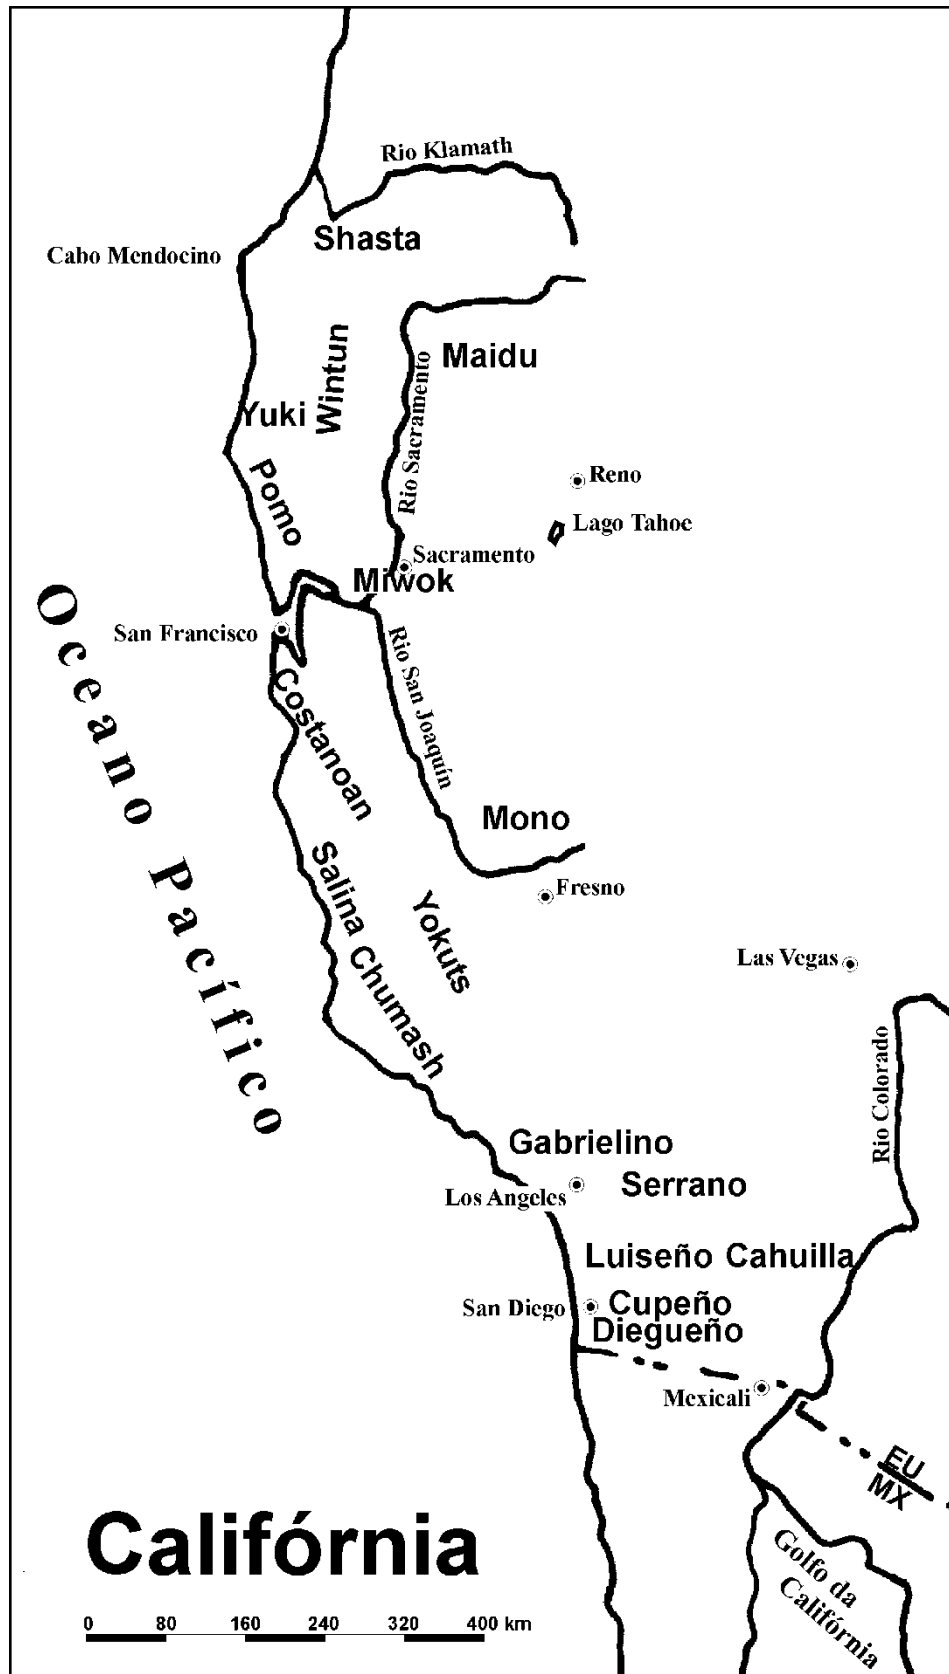 Rio Klamath
Shasta
Cabo Mendocino
Wintun
Maidu
Rio Sacramento
Yuki
Pomo
Reno
Lago Tahoe
Sacramento
Miwok
San Francisco
Oceano Pacífico
Rio San Joaquín
Costanoan
Mono
Salina
Fresno
Yokuts
Chumash
Las Vegas
Rio Colorado
Gabrielino
Los Angeles
Serrano
Luiseño Cahuilla
San Diego
Cupeño
Diegueño
Mexicali
EU
MX
Califórnia
Golfo da
Califórnia
0 80 160 240 320 400 km